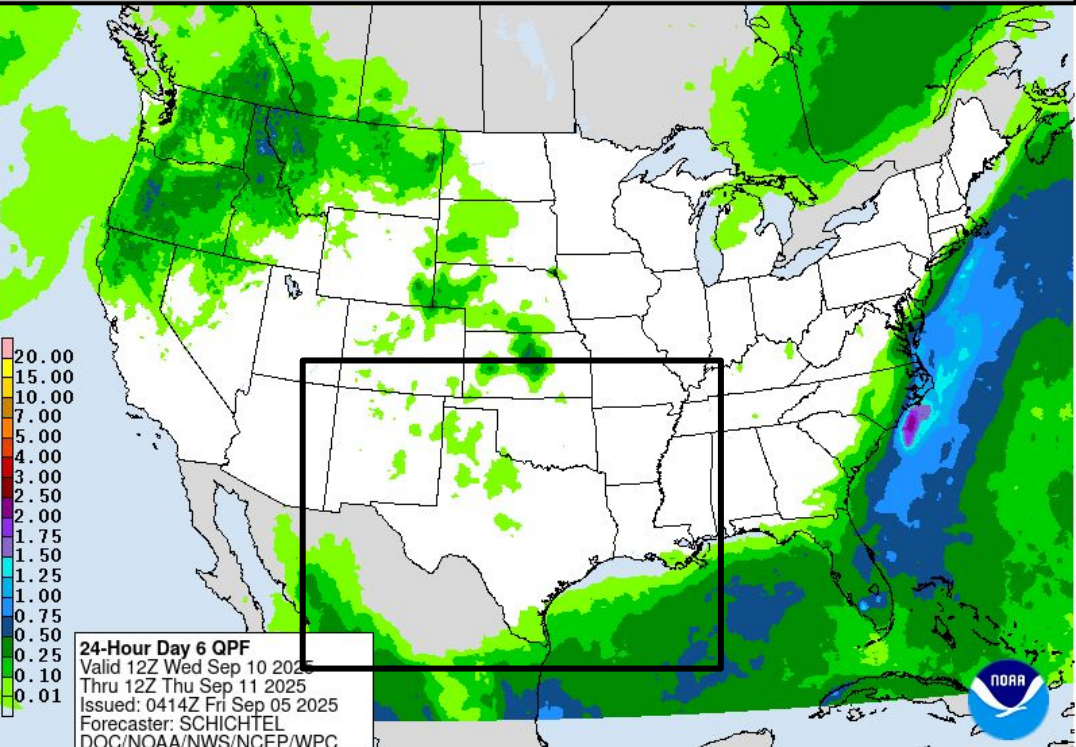 20.00
15.00
10.00
7.00
5.00
4.00
3.00
2.50
2.00
1.75
1.50
1.25
1.00
0.75
0.50
0.25
0.10
0.01
24-Hour Day 6 QPF
Valid 12Z Wed Sep 10 2025
Thru 12Z Thu Sep 11 2025
Issued: 0414Z Fri Sep 05 2025
Forecaster: SCHICHTEL
DOC/NOAA/NWS/NCEP/WPC
NOAA